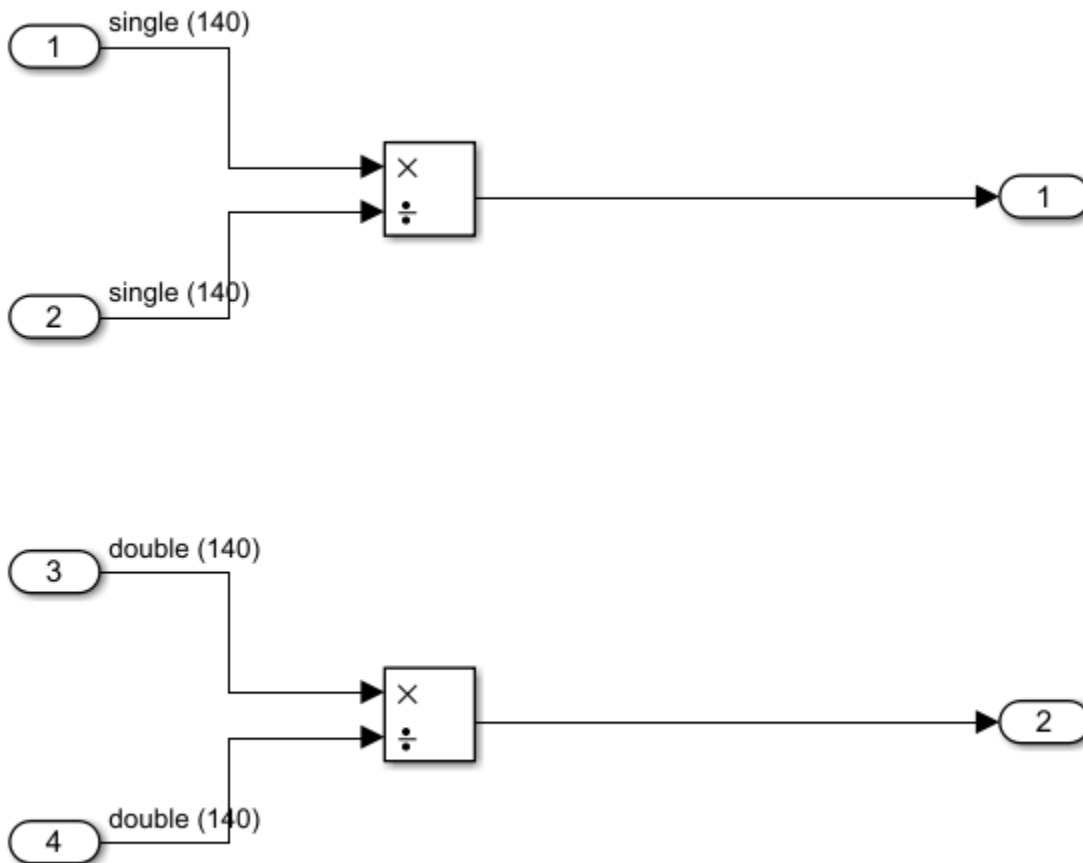 single (140)
1
×
÷
1
single (140)
2
double (140)
3
×
÷
2
double (140)
4